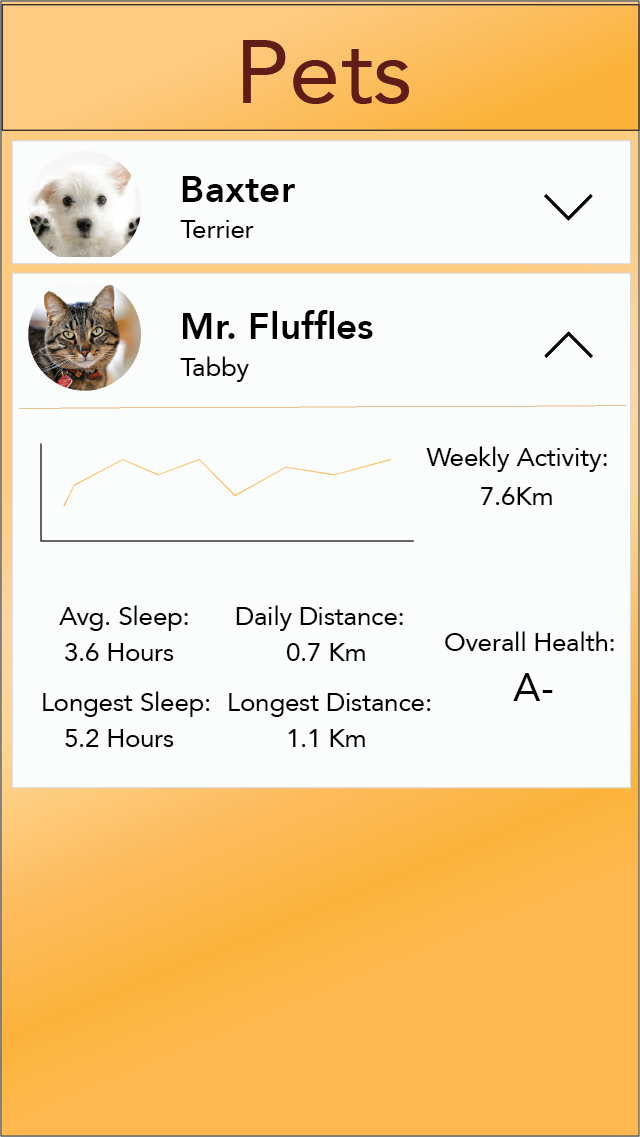 Pets
Baxter
Terrier
Mr. Fluffles
Tabby
Weekly Activity:
7.6Km
Avg. Sleep:
3.6 Hours
Daily Distance:
0.7 Km
Longest Sleep:
5.2 Hours
Longest Distance:
1.1 Km
Overall Health:
A-